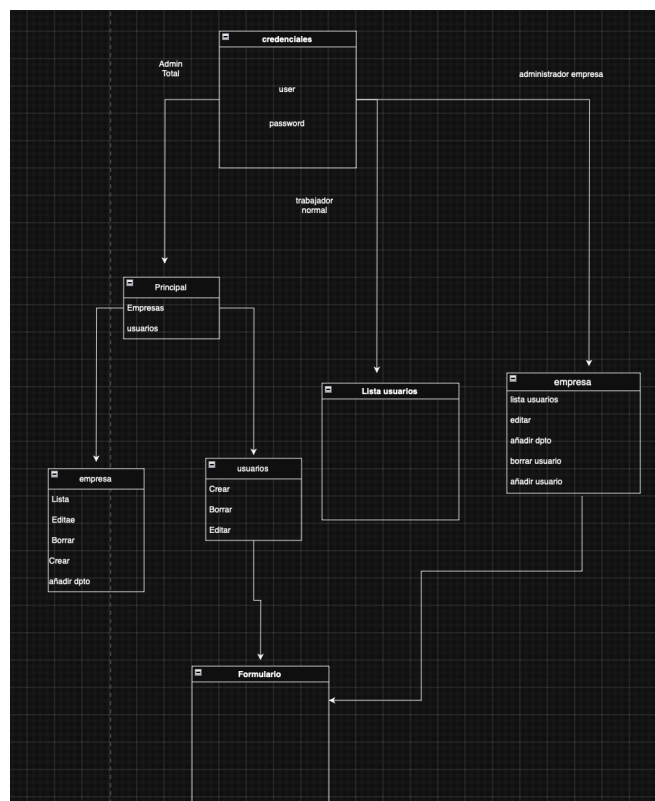 credenciales
Admin
Total
administrador empresa
user
password
trabajador
normal
Principal
Empresas
usuarios
Lista usuarios
empresa
lista usuarios
editar
añadir dpto
borrar usuario
añadir usuario
empresa
Lista
Editae
Borrar
Crear
añadir dpto
usuarios
Crear
Borrar
Editar
Formulario